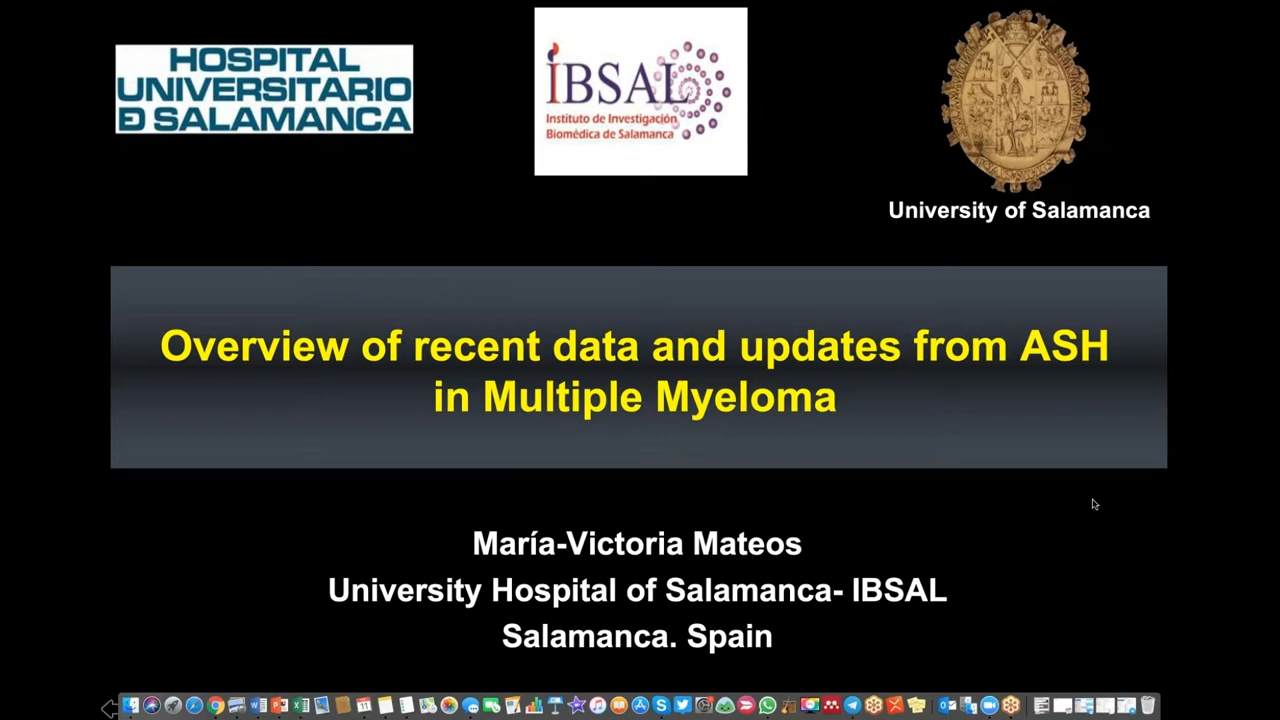 HOSPITAL
UNIVERSITARIO
D SALAMANCA
IBSAL
Instituto de Investigación
Biomédica de Salamanca
University of Salamanca
Overview of recent data and updates from ASH
in Multiple Myeloma
María-Victoria Mateos
University Hospital of Salamanca- IBSAL
Salamanca. Spain